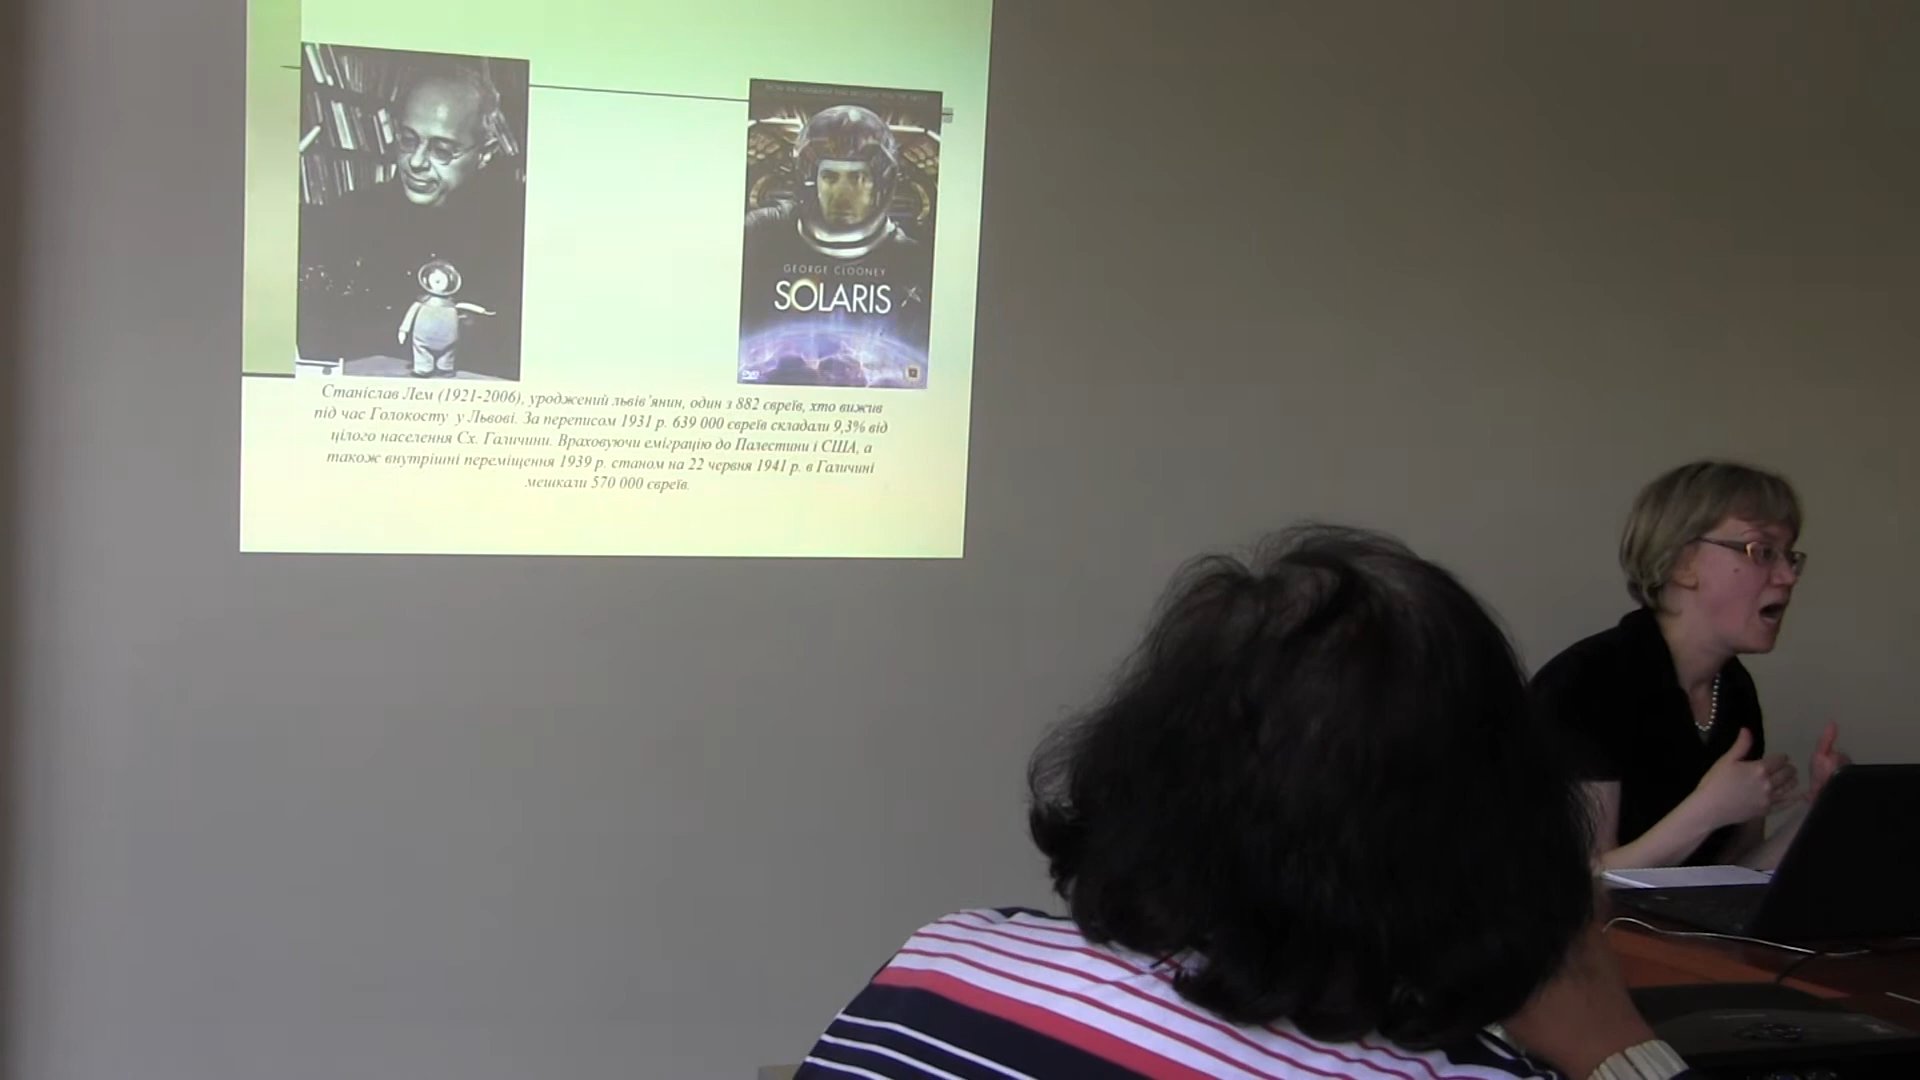 GEORGE CLOONEY
SOLARIS
DVD
Станіслав Лем (1921-2006), уроджений львів'янин, один з 882 євреїв, хто вижив
під час Голокосту у Львові. За переписом 1931 р. 639 000 євреїв складали 9,3% від
цілого населення Сх. Галичини. Враховуючи еміграцію до Палестини і США, а
також внутрішні переміщення 1939 р. станом на 22 червня 1941 р. в Галичині
мешкали 570 000 євреїв.